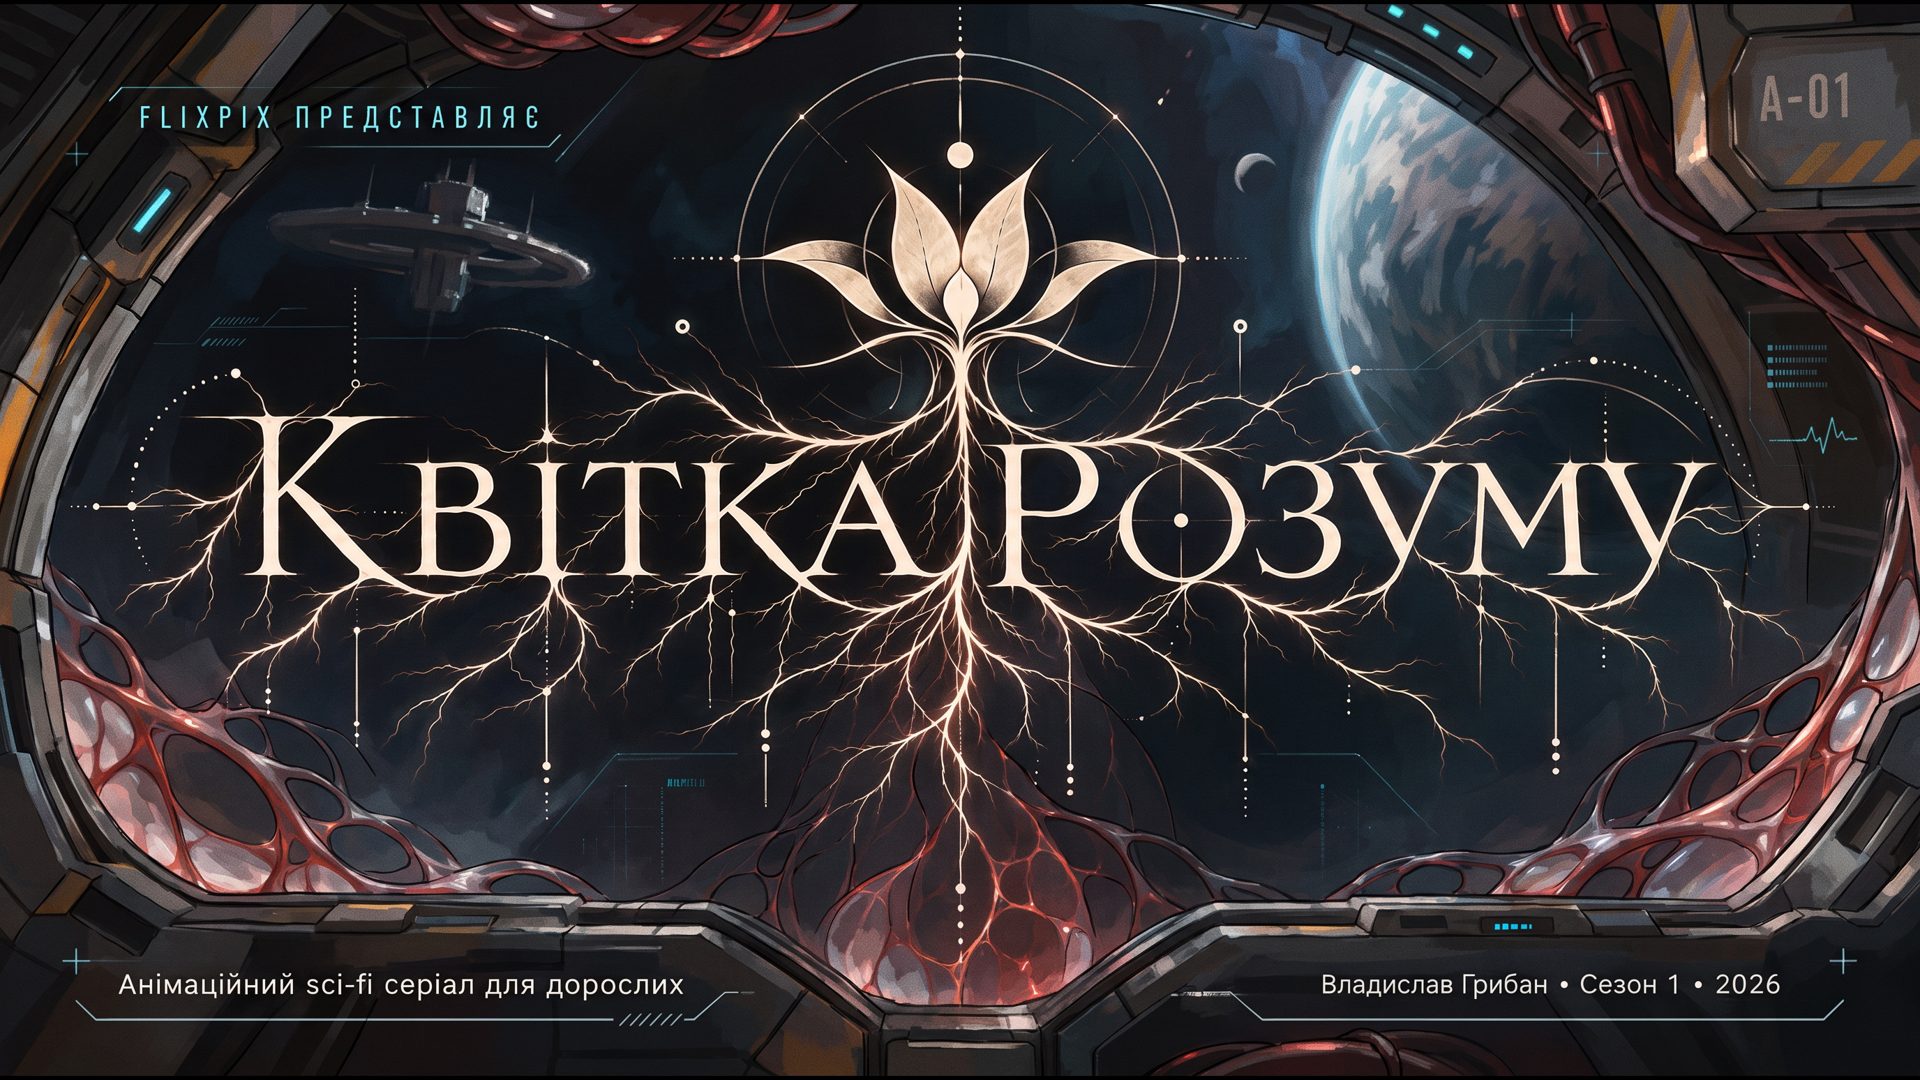 FLIXPIX ПРЕДСТАВЛЯЄ
A-01
Квітка Розуму
Анімаційний sci-fi серіал для дорослих
Владислав Грибан • Сезон 1 • 2026